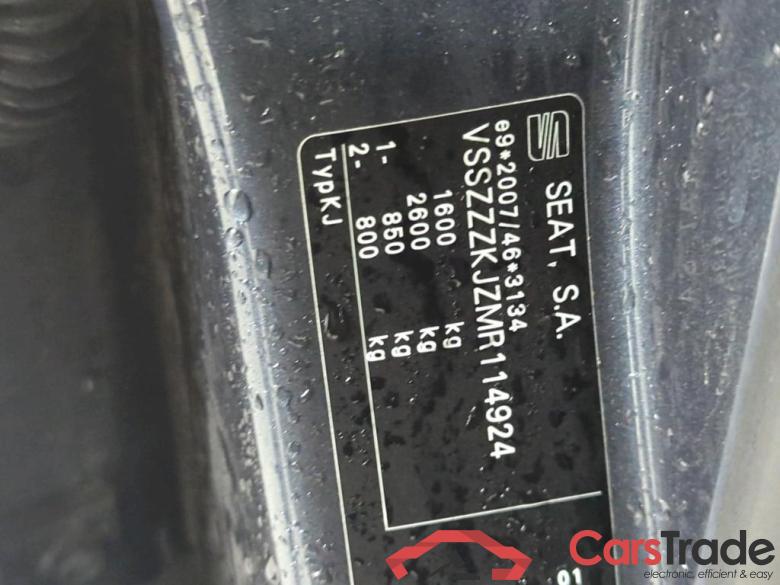 SEAT, S.A.
e9*2007/46*3134
VSSZZZKJZMR114924
1600 kg
2600 kg
1- 850 kg
2- 800 kg
TypKJ
01
CarsTrade
electronic, efficient & easy